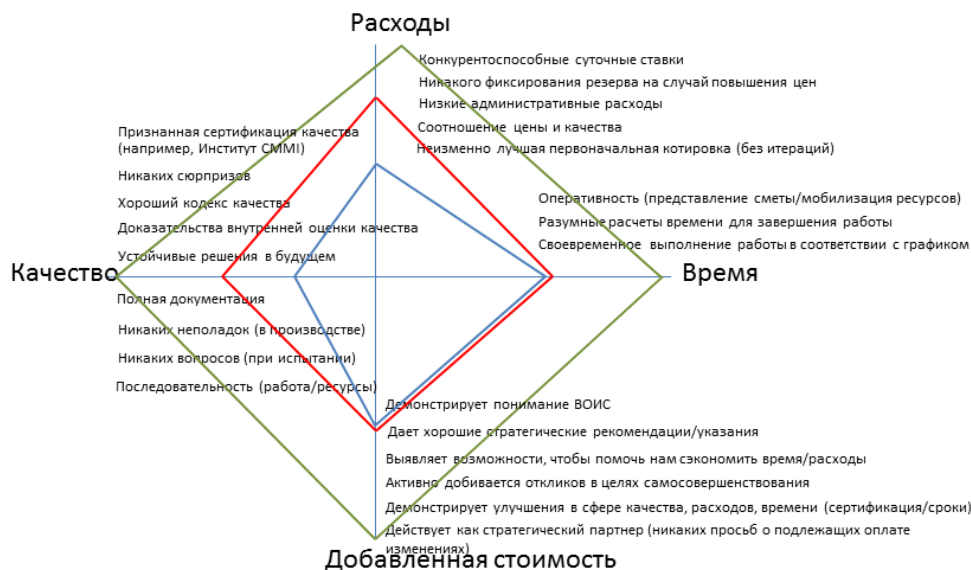 Расходы
Конкурентоспособные суточные ставки
Никакого фиксирования резерва на случай повышения цен
Низкие административные расходы
Соотношение цены и качества
Неизменно лучшая первоначальная котировка (без итераций)
Признанная сертификация качества
(например, Институт CMMI)
Никаких сюрпризов
Хороший кодекс качества
Доказательства внутренней оценки качества
Устойчивые решения в будущем
Оперативность (представление сметы/мобилизация ресурсов)
Разумные расчеты времени для завершения работы
Своевременное выполнение работы в соответствии с графиком
Качество
Время
Полная документация
Никаких неполадок (в производстве)
Никаких вопросов (при испытании)
Последовательность (работа/ресурсы)
Демонстрирует понимание ВОИС
Дает хорошие стратегические рекомендации/указания
Выявляет возможности, чтобы помочь нам сэкономить время/расходы
Активно добивается откликов в целях самосовершенствования
Демонстрирует улучшения в сфере качества, расходов, времени (сертификация/сроки)
Действует как стратегический партнер (никаких просьб о подлежащих оплате
изменениях)
Добавленная стоимость